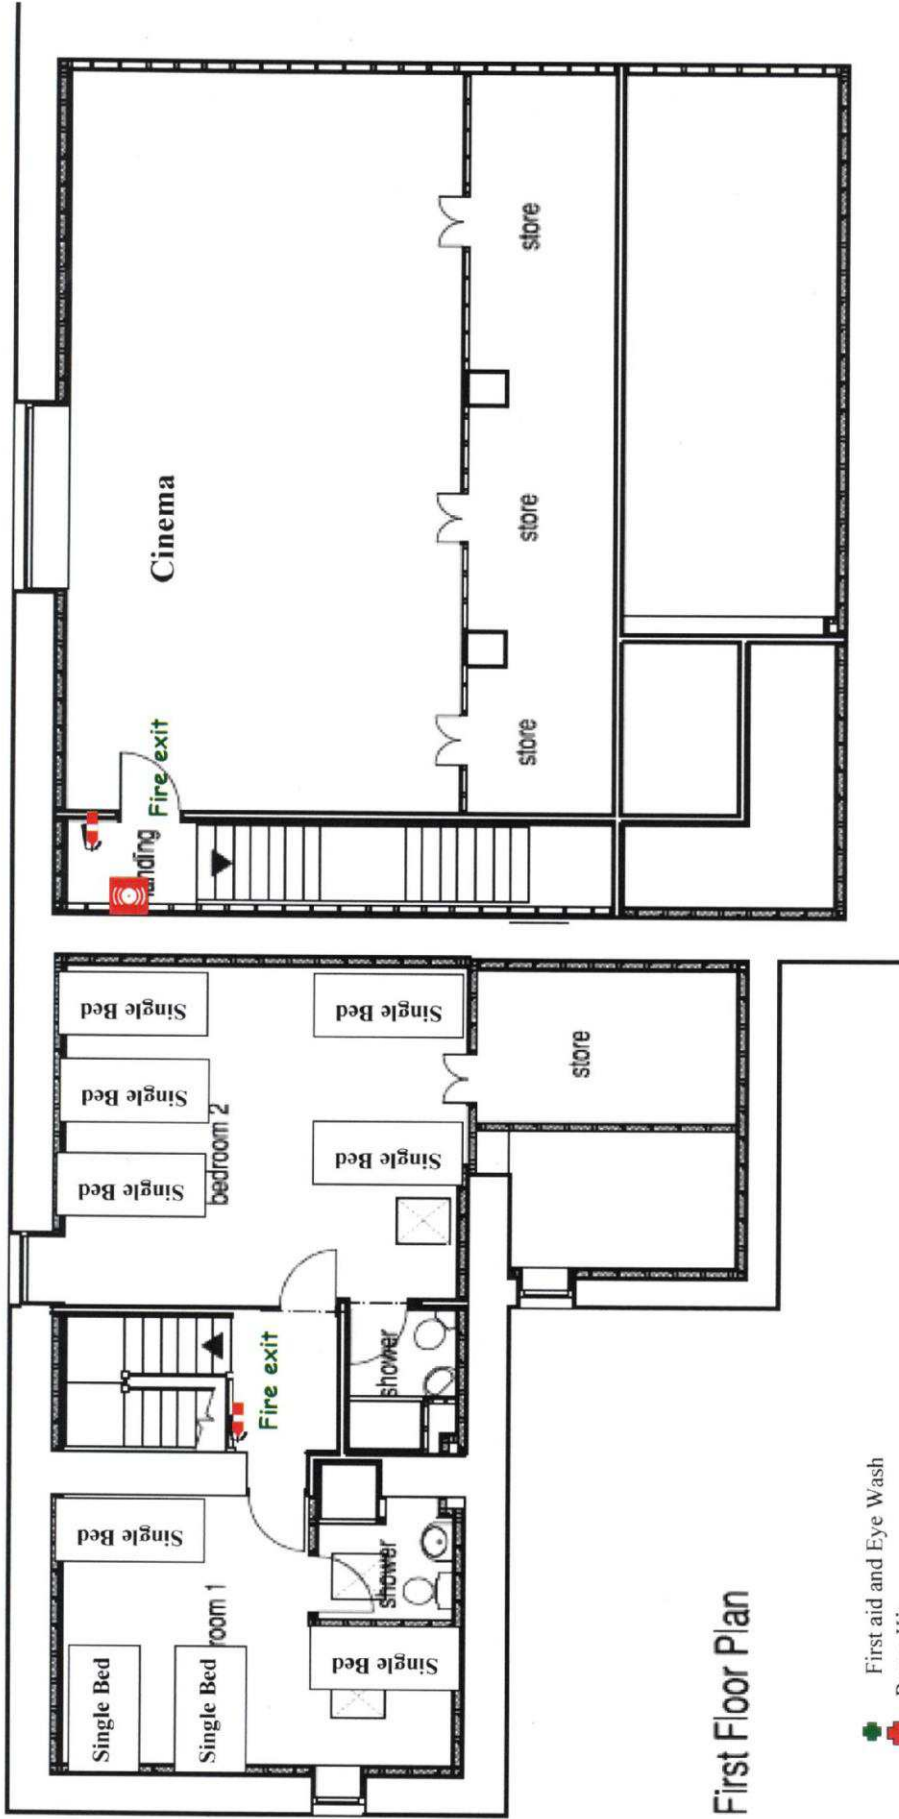 Cinema
Fire exit
anding
store
store
store
Single Bed
Single Bed
Single Bed
Single Bed
Single Bed
bedroom 2
store
shower
Fire exit
Single Bed
room 1
shower
Single Bed
Single Bed
Single Bed
First Floor Plan
First aid and Eye Wash